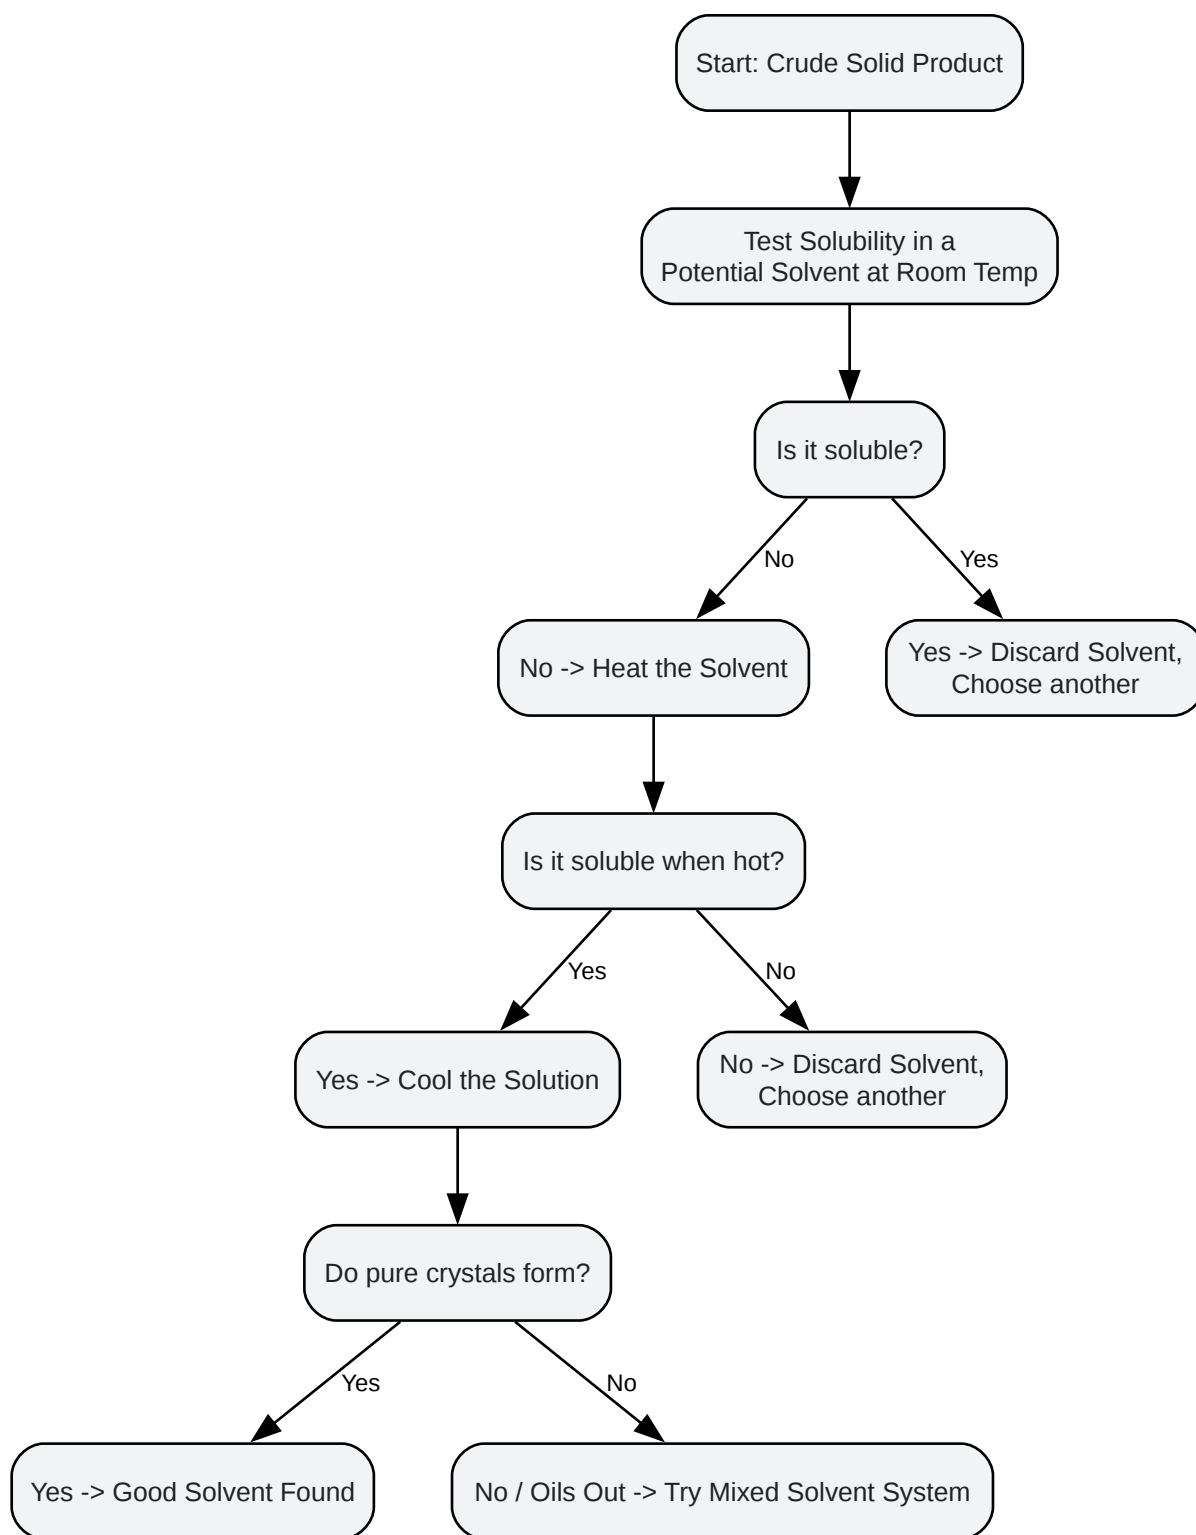 Start: Crude Solid Product
Test Solubility in a
Potential Solvent at Room Temp
Is it soluble?
No
Yes
No -> Heat the Solvent
Yes -> Discard Solvent,
Choose another
Is it soluble when hot?
Yes
No
Yes -> Cool the Solution
No -> Discard Solvent,
Choose another
Do pure crystals form?
Yes
No
Yes -> Good Solvent Found
No / Oils Out -> Try Mixed Solvent System